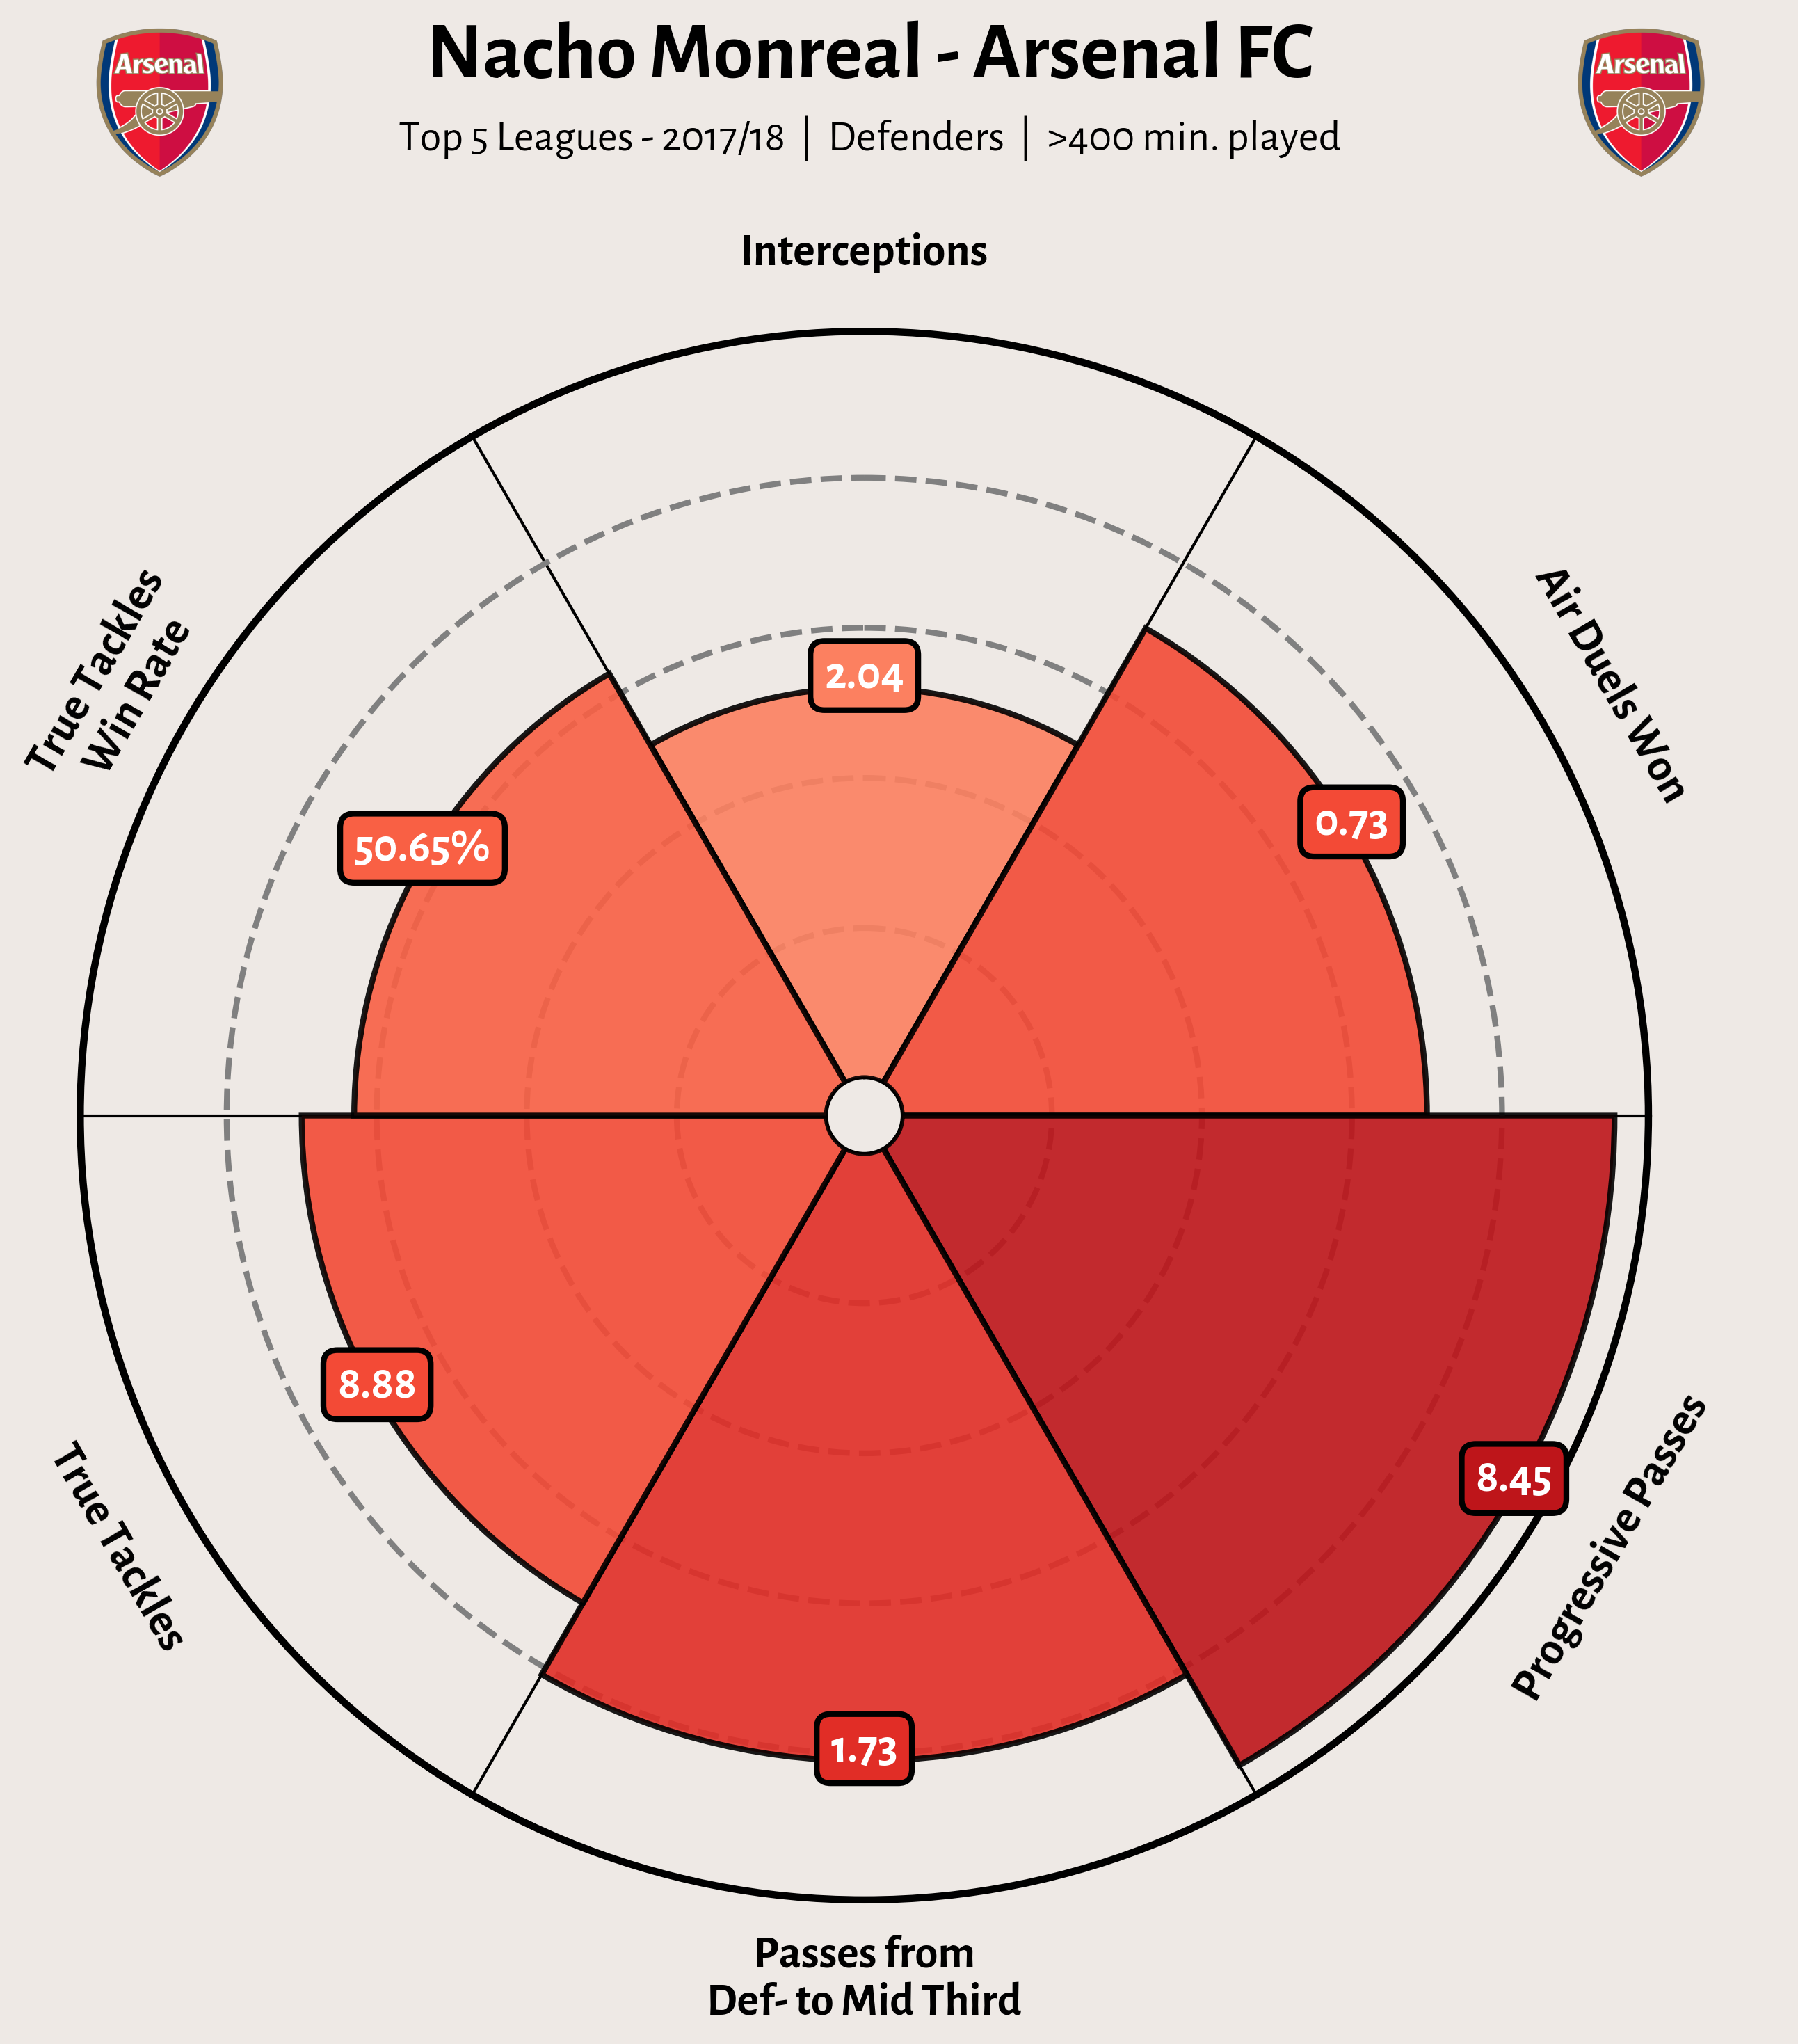 Arsenal
Nacho Monreal - Arsenal FC
Arsenal
Top 5 Leagues - 2017/18 | Defenders | >400 min. played
Interceptions
True Tackles
Win Rate
Air Duels Won
2.04
0.73
50.65%
8.88
8.45
True Tackles
Progressive Passes
1.73
Passes from
Def- to Mid Third